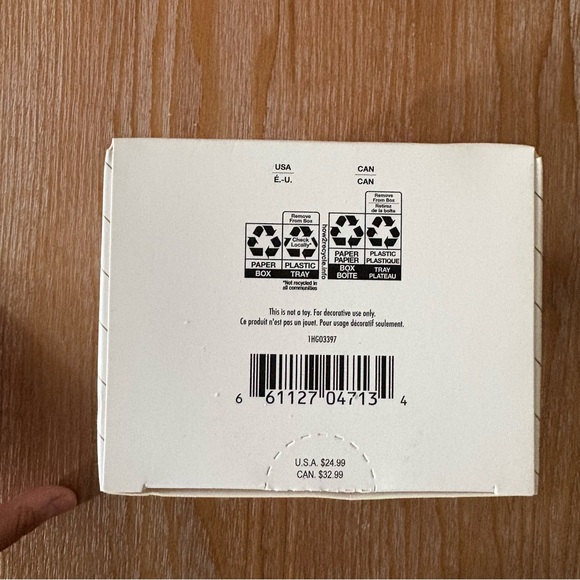 USA
É.-U.
CAN
CAN
Remove
From Box
Check
Locally*
PAPER
BOX
PLASTIC
TRAY
*Not recycled in
all communities
how2recycle.info
Remove
From Box
Retirez
de la boîte
PAPER
PAPIER
BOX
BOÎTE
PLASTIC
PLASTIQUE
TRAY
PLATEAU
This is not a toy. For decorative use only.
Ce produit n'est pas un jouet. Pour usage décoratif seulement.
1HGO3397
6 61127 04713 4
U.S.A. $24.99
CAN. $32.99